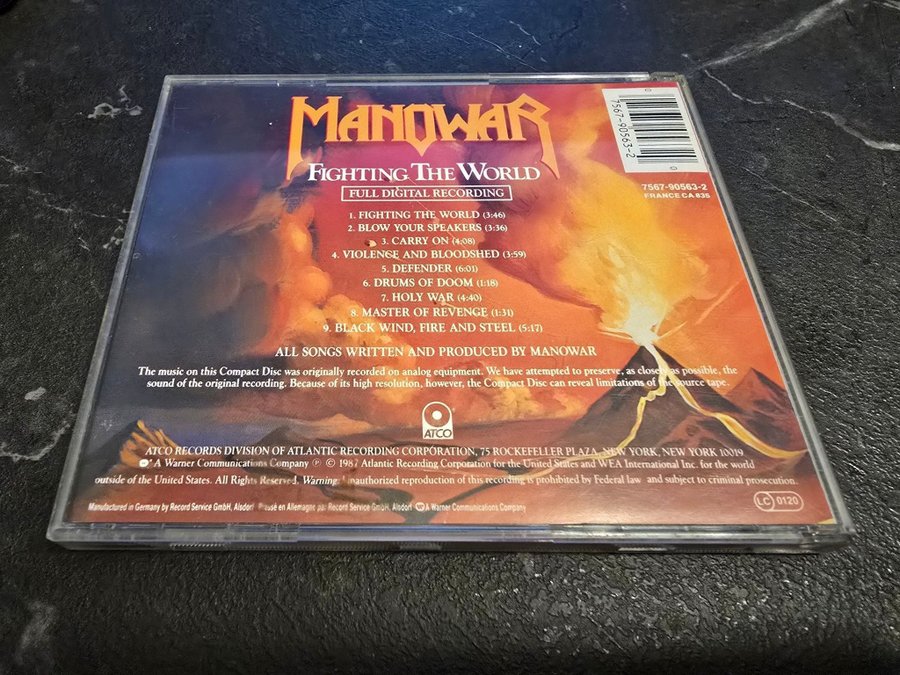 MANOWAR
FIGHTING THE WORLD
FULL DIGITAL RECORDING
0
7567-90563-2
0
7567-90563-2
FRANCE CA 835
1. FIGHTING THE WORLD (3:46)
2. BLOW YOUR SPEAKERS (3:36)
3. CARRY ON (4:08)
4. VIOLENCE AND BLOODSHED (3:59)
5. DEFENDER (6:01)
6. DRUMS OF DOOM (1:18)
7. HOLY WAR (4:40)
8. MASTER OF REVENGE (1:31)
9. BLACK WIND, FIRE AND STEEL (5:17)
ALL SONGS WRITTEN AND PRODUCED BY MANOWAR
The music on this Compact Disc was originally recorded on analog equipment. We have attempted to preserve, as closely as possible, the
sound of the original recording. Because of its high resolution, however, the Compact Disc can reveal limitations of the source tape.
ATCO
ATCO RECORDS DIVISION OF ATLANTIC RECORDING CORPORATION, 75 ROCKEFELLER PLAZA, NEW YORK, NEW YORK 10019
A Warner Communications Company ℗ © 1987 Atlantic Recording Corporation for the United States and WEA International Inc. for the world
outside of the United States. All Rights Reserved. Warning: Unauthorized reproduction of this recording is prohibited by Federal law and subject to criminal prosecution.
Manufactured in Germany by Record Service GmbH, Alsdorf Pressé en Allemagne par Record Service GmbH, Alsdorf A Warner Communications Company
LC 0120